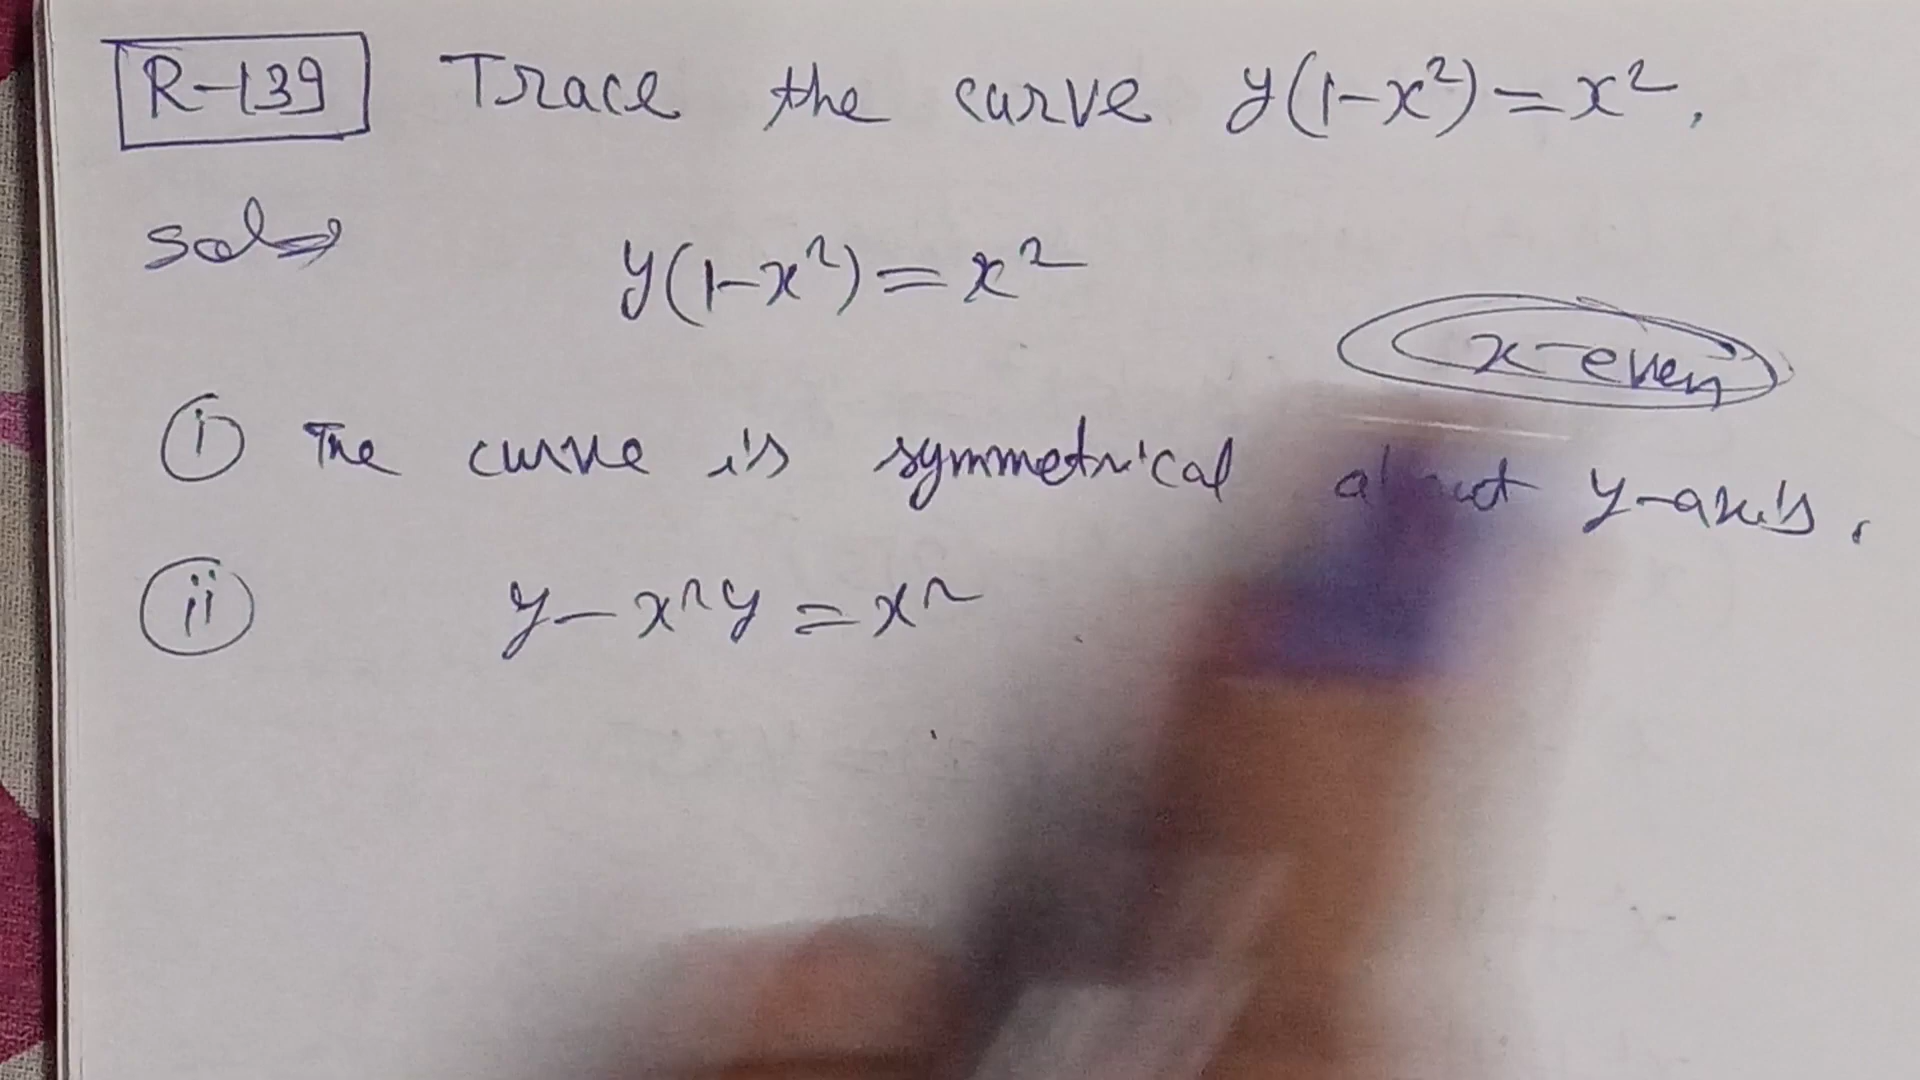 R-139 Trace the curve y(1-x²)=x².
Sol⇒
y(1-x²)=x²
x-even
(i) The curve is symmetrical about y-axis.
(ii) y-x²y=x²